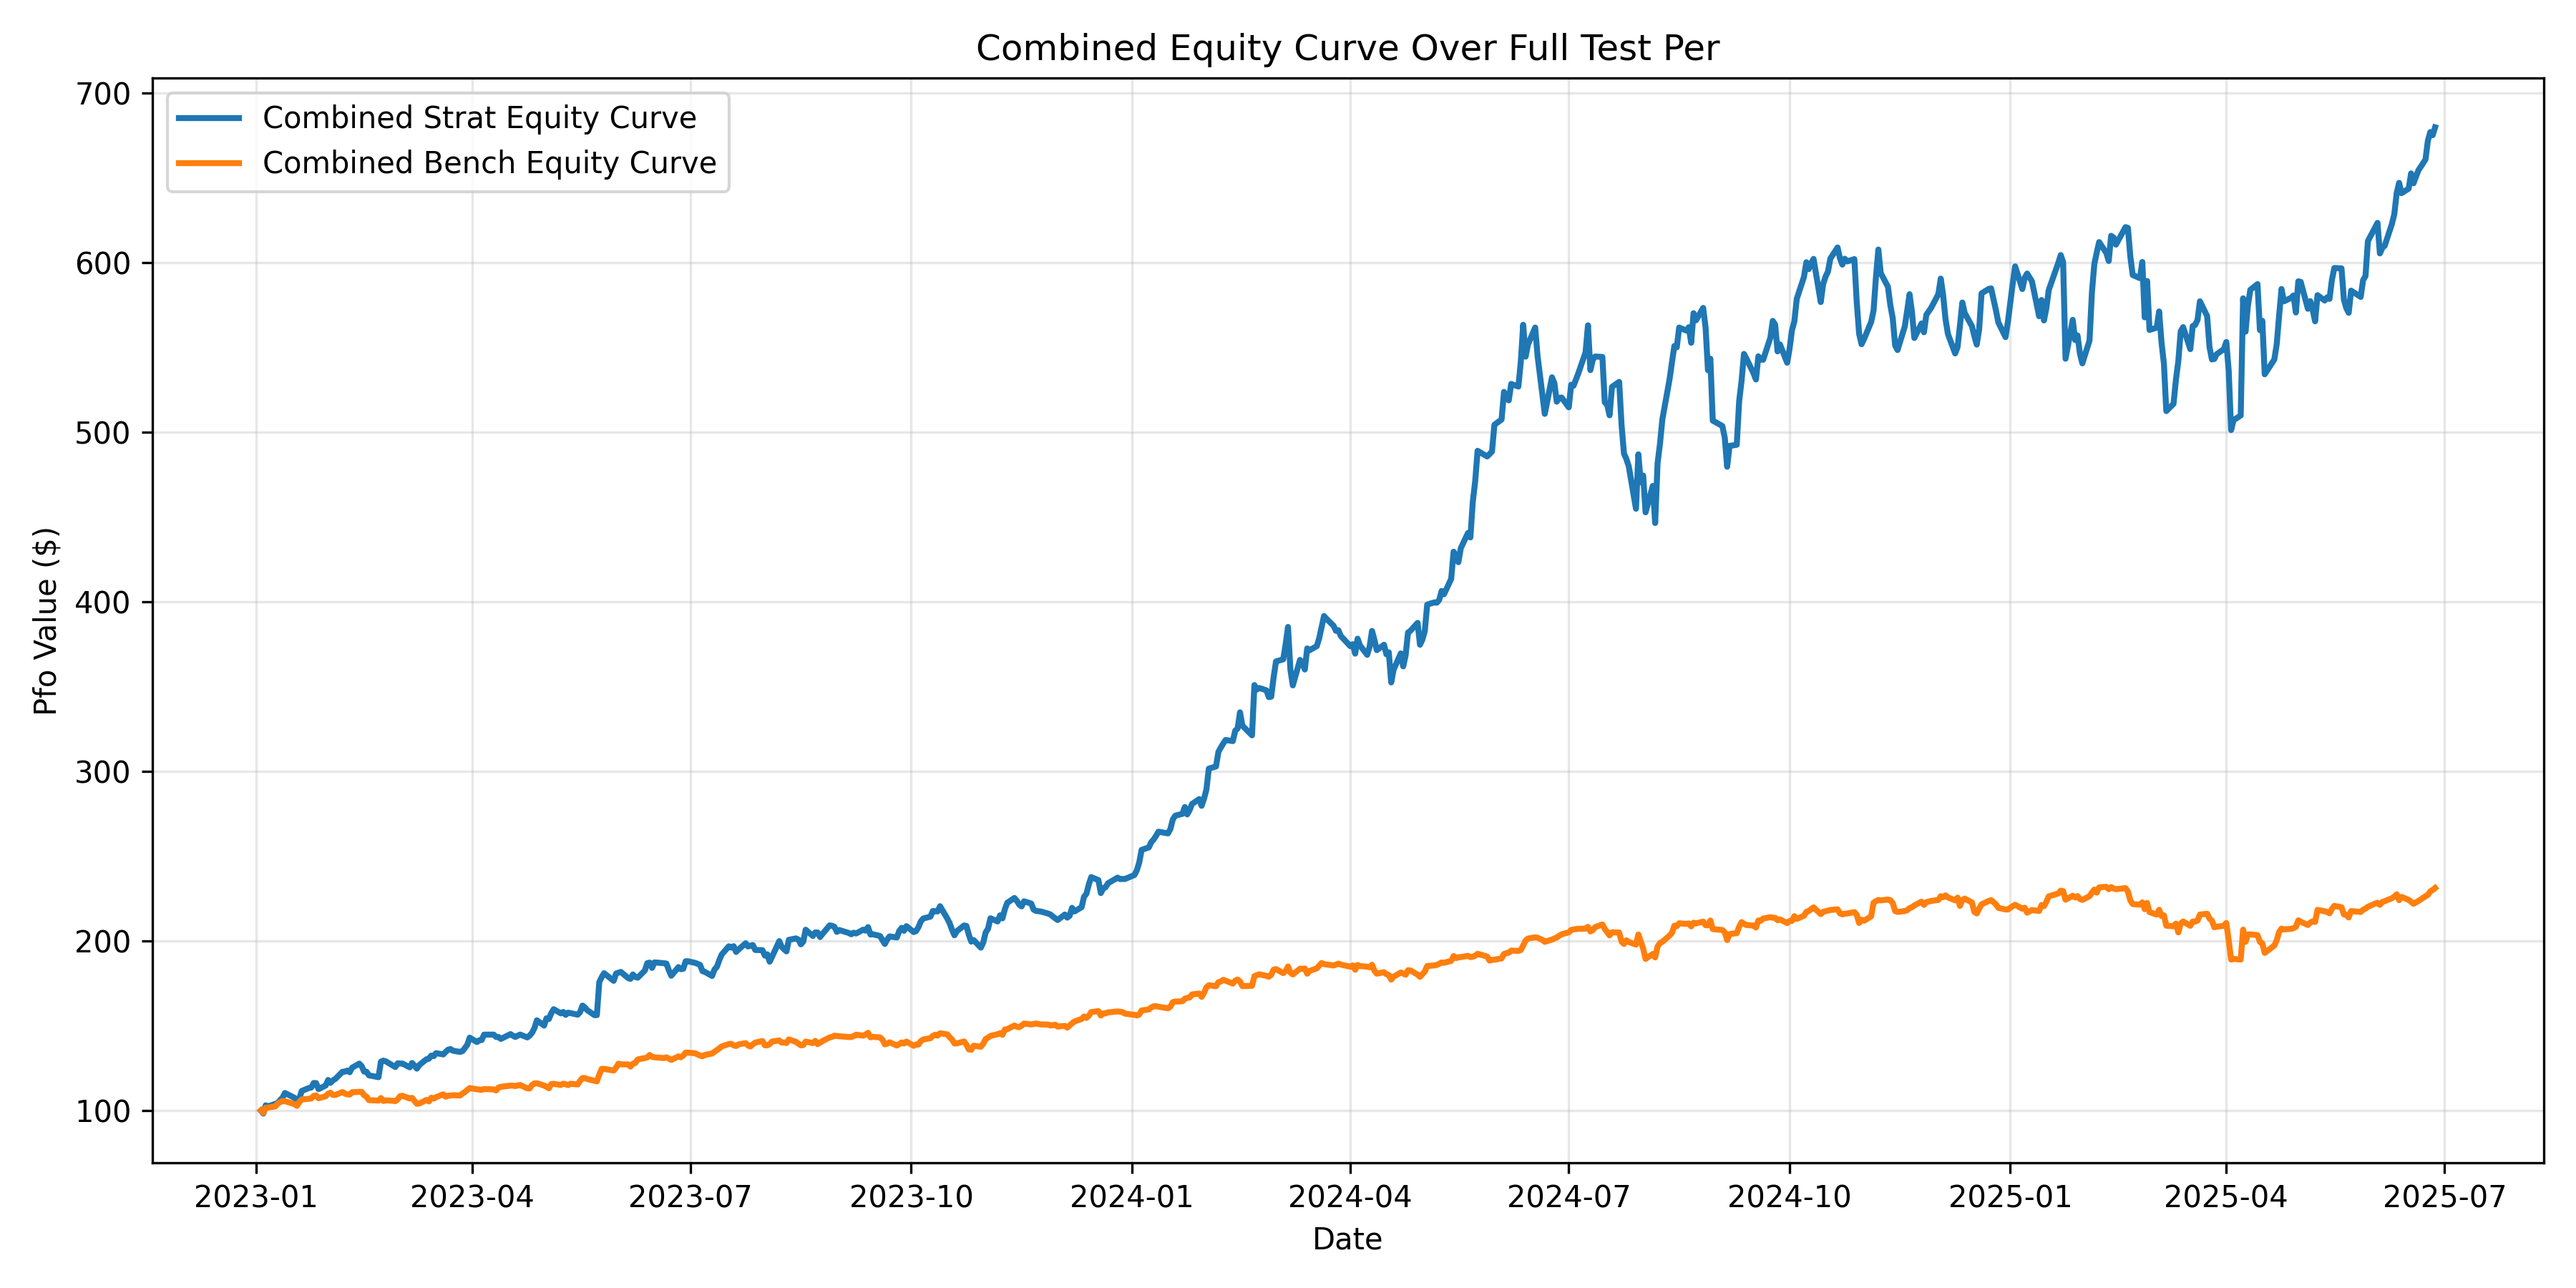 Combined Equity Curve Over Full Test Per
700
Combined Strat Equity Curve
Combined Bench Equity Curve
600
500
400
300
200
100
Pfo Value ($)
2023-01 2023-04 2023-07 2023-10 2024-01 2024-04 2024-07 2024-10 2025-01 2025-04 2025-07
Date